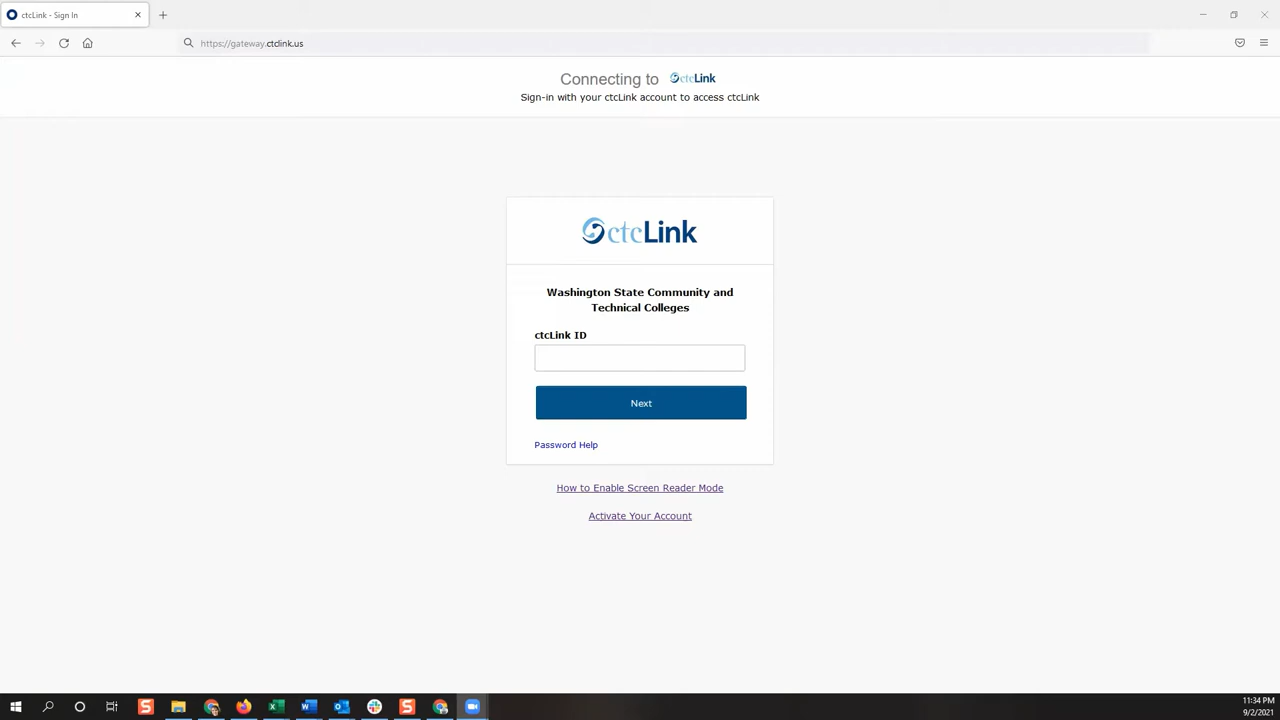 ctcLink - Sign In
https://gateway.ctclink.us
Connecting to ctcLink
Sign-in with your ctcLink account to access ctcLink
ctcLink
Washington State Community and
Technical Colleges
ctcLink ID
Next
Password Help
How to Enable Screen Reader Mode
Activate Your Account
11:34 PM
9/2/2021